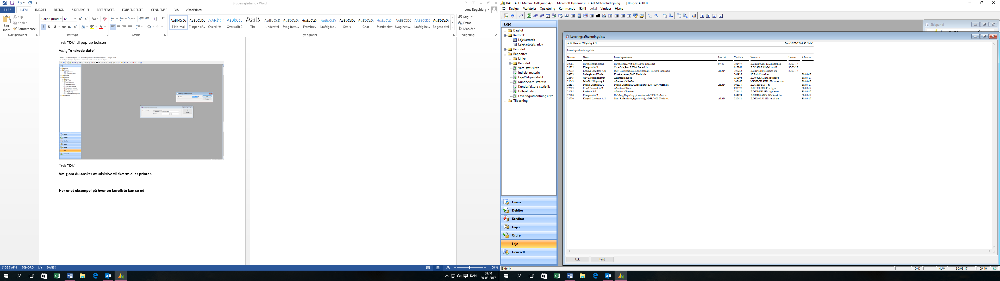 Brugervejledning - Word
FILER HJEM INDSÆT DESIGN SIDELAYOUT REFERENCER FORSENDELSER GENNEMSE VIS eDocPrinter
Lone Bøgebjerg
Sæt ind
Klip
Kopiér
Formatpensel
Calibri (Brød 12
AaBbCcDc AaBbCcDc AaBbCc AaBbCcD AaBl AaBbCcD AaBbCcDc AaBbCcDc AaBbCcDc AaBbCcDc AaBbCcDc AaBbCcDc AaBbCcDc AABBCCDC AABBCCDC
¶ Normal ¶ Ingen af... Overskrift 1 Overskrift 2 Titel Undertitel Svag frem... Fremhæv Kraftig fre... Stærk Citat Stærkt citat Svag henv... Kraftig he... Bogens titel
Søg
Erstat
Markér
Udklipsholder Skrifttype Afsnit Typografier Redigering
Tryk ”Ok” til pop-up boksen
Vælg ”ønskede dato”
Tryk ”Ok”
Vælg om du ønsker at udskrive til skærm eller printer.
Her er et eksempel på hvor en køreliste kan se ud:
SIDE 7 AF 8 709 ORD DANSK 100 %
DAN
09:40
30-03-2017
DAT - A. O. Materiel Udlejning A/S Microsoft Dynamics C5 AO Materieludlejning | Bruger: AO\LB
C5 Rediger Værktøjer Opsætning Kommando Gå til Lokal Vinduer Hjælp
Leje
Dagligt
Kartotek
Lejekartotek
Lejekartotek, arkiv
Periodisk
Rapporter
Linier
Periodisk
Vare-statusliste
Indlejet materiel
Leje/Salgs-statistik
Kunde/vare-statistik
Kunde/faktura-statistik
Udlejet i dag
Levering/afhentningsliste
Tilpasning
Finans
Debitor
Kreditor
Lager
Ordre
Leje
Generelt
Sidepanel
Levering/afhentningsliste
A. O. Materiel Udlejning A/S Dato 30/03-17 09:40 Side 1
Leverings/afhentningsliste
Nummer Navn Leverings-adresse Lev.tid Varelinie Varenavn Leveres Afhentes
22705 Carlsberg Sup. Comp. Carlsberg,D2, ved lagret,7000 Fredericia 07:30 121477 JLG E300 AJP 12M knæk bom 30/03-17
22712 Kjærgaard A/S Coca Cola,Port 5,7000 Fredericia 015862 JLG 1930 ES 8M el sax-lif 30/03-17
22713 Kemp & Lauritzen A/S Shell Havneterminal,Kongensgade 113,7000 Fredericia ASAP 127262 JLG D460 SJ 16M lige arm 30/03-17
14273 Malergården i Freder Korskærparken,7000 Fredericia 201935 20.Fods Container 30/03-17
22545 GSV Materieludlejnin Afhentes af kunde 130106 JLG 660SJC 22M ligearm bo 30/03-17
22663 Jelle-Bo Udlejning A Afhentes af Jelle-Bo 505666 MANITOU AETJ 12M knæk bom 30/03-17
22691 Praxair Danmark A/S Praxair Danmark A/S,Røde Banke 120,7000 Fredericia ASAP 008939 JLG 1230 ES 5,7 m 30/03-17
22693 Riwal Danmark A/S Afhentes af Riwal 090597 JLG 1350 SJP 43 m ligear 30/03-17
22698 Ramirent A/S Afhentes af Ramirent 124611 JLG D860SJ 28M lige arm m 30/03-17
22700 Kjærgaard A/S Carlsberg,Kapselvej,på venstre side,7000 Fredericia 064994 JLG E400 AJPN 14M knæk bo 30/03-17
22710 Kemp & Lauritzen A/S Shell Raffinaderiet,Egeskovvej ,v/DFR,7000 Fredericia ASAP 120481 JLG D600 AJ 21M knæk arm 30/03-17
Luk Print
Side 1/1 DKK NUM 30/03-17 09:40